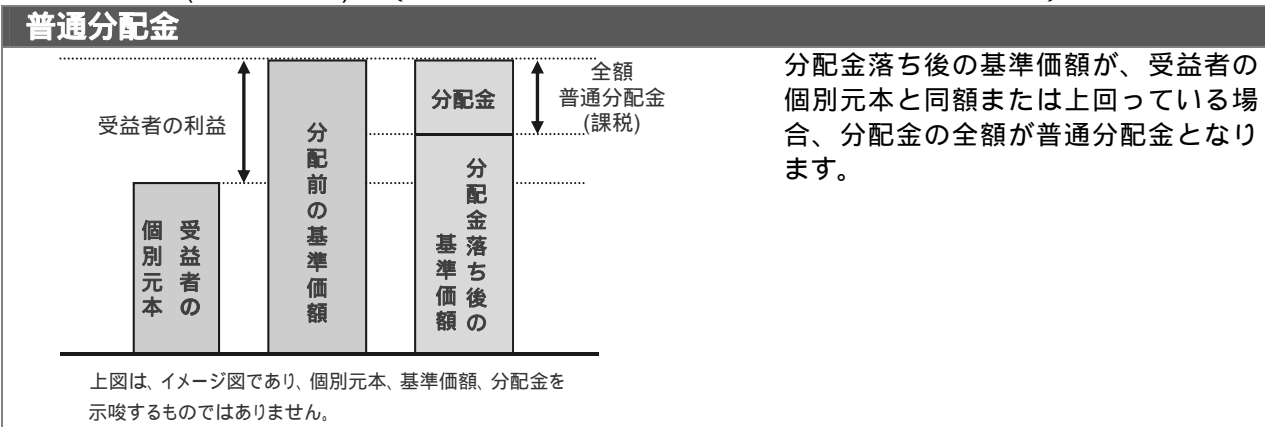 普通分配金
全額
普通分配金
(課税)
分配金
受益者の利益
受益者の
個別元本
分配前の基準価額
分配金落ち後の
基準価額
上図は、イメージ図であり、個別元本、基準価額、分配金を
示唆するものではありません。
分配金落ち後の基準価額が、受益者の
個別元本と同額または上回っている場
合、分配金の全額が普通分配金となり
ます。